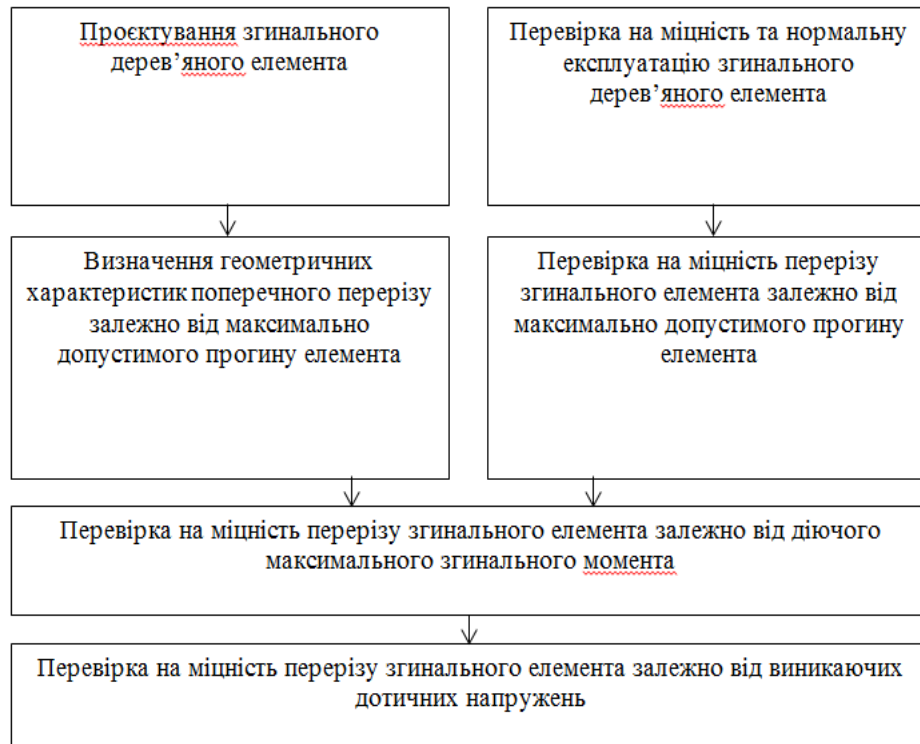 Проєктування згинального
дерев’яного елемента
Перевірка на міцність та нормальну
експлуатацію згинального
дерев’яного елемента
Визначення геометричних
характеристик поперечного перерізу
залежно від максимально
допустимого прогину елемента
Перевірка на міцність перерізу
згинального елемента залежно від
максимально допустимого прогину
елемента
Перевірка на міцність перерізу згинального елемента залежно від діючого
максимального згинального момента
Перевірка на міцність перерізу згинального елемента залежно від виникаючих
дотичних напружень